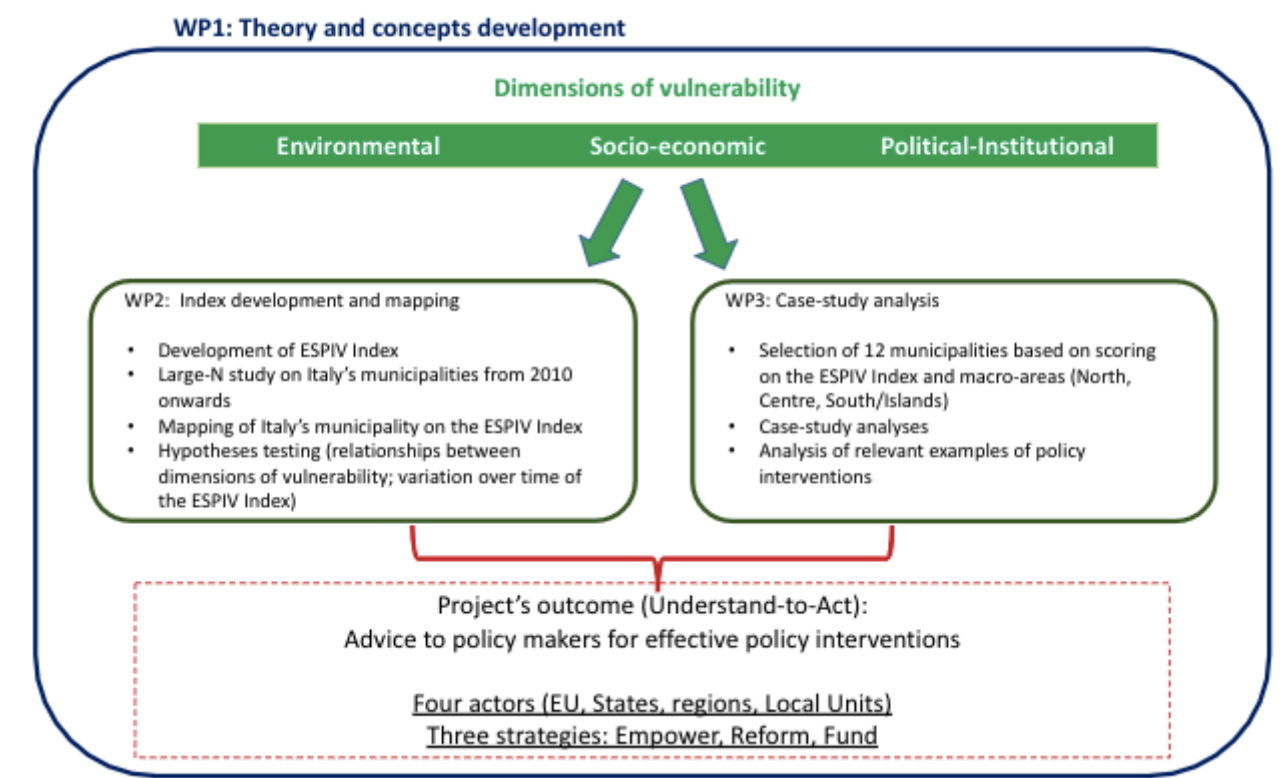 WP1: Theory and concepts development
Dimensions of vulnerability
Environmental Socio-economic Political-Institutional
WP2: Index development and mapping
• Development of ESPIV Index
• Large-N study on Italy's municipalities from 2010
onwards
• Mapping of Italy's municipality on the ESPIV Index
• Hypotheses testing (relationships between
dimensions of vulnerability; variation over time of
the ESPIV Index)
WP3: Case-study analysis
• Selection of 12 municipalities based on scoring
on the ESPIV Index and macro-areas (North,
Centre, South/Islands)
• Case-study analyses
• Analysis of relevant examples of policy
interventions
Project's outcome (Understand-to-Act):
Advice to policy makers for effective policy interventions
Four actors (EU, States, regions, Local Units)
Three strategies: Empower, Reform, Fund